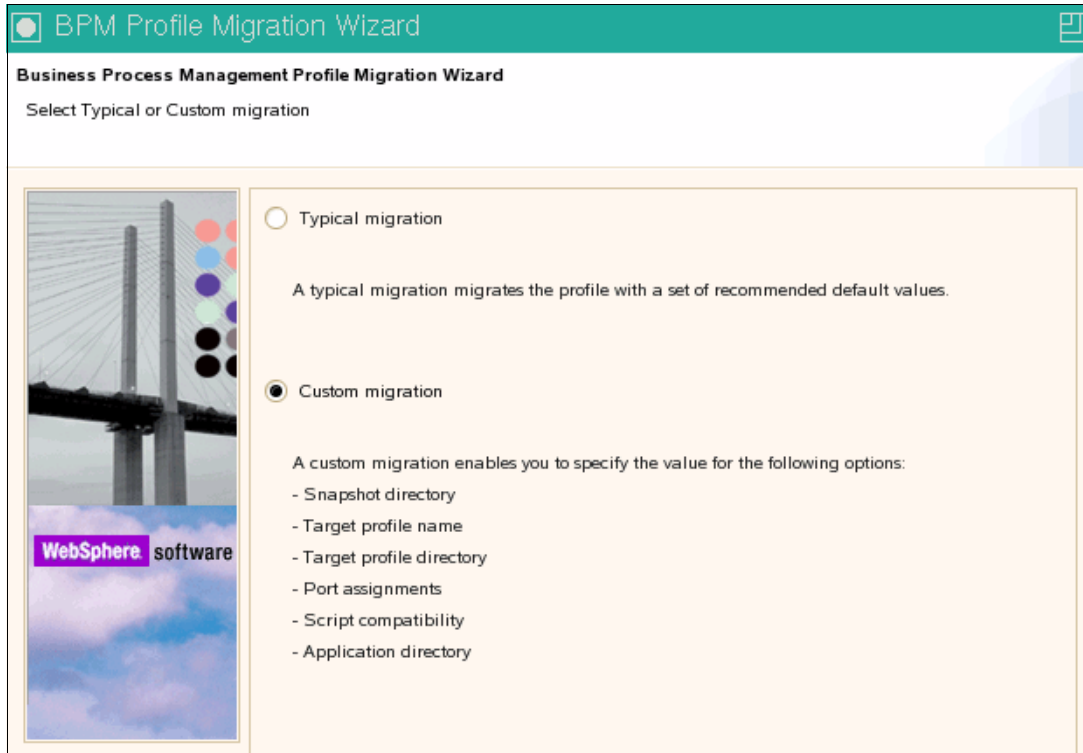 BPM Profile Migration Wizard
Business Process Management Profile Migration Wizard
Select Typical or Custom migration
Typical migration
A typical migration migrates the profile with a set of recommended default values.
Custom migration
A custom migration enables you to specify the value for the following options:
- Snapshot directory
- Target profile name
- Target profile directory
- Port assignments
- Script compatibility
- Application directory
WebSphere. software